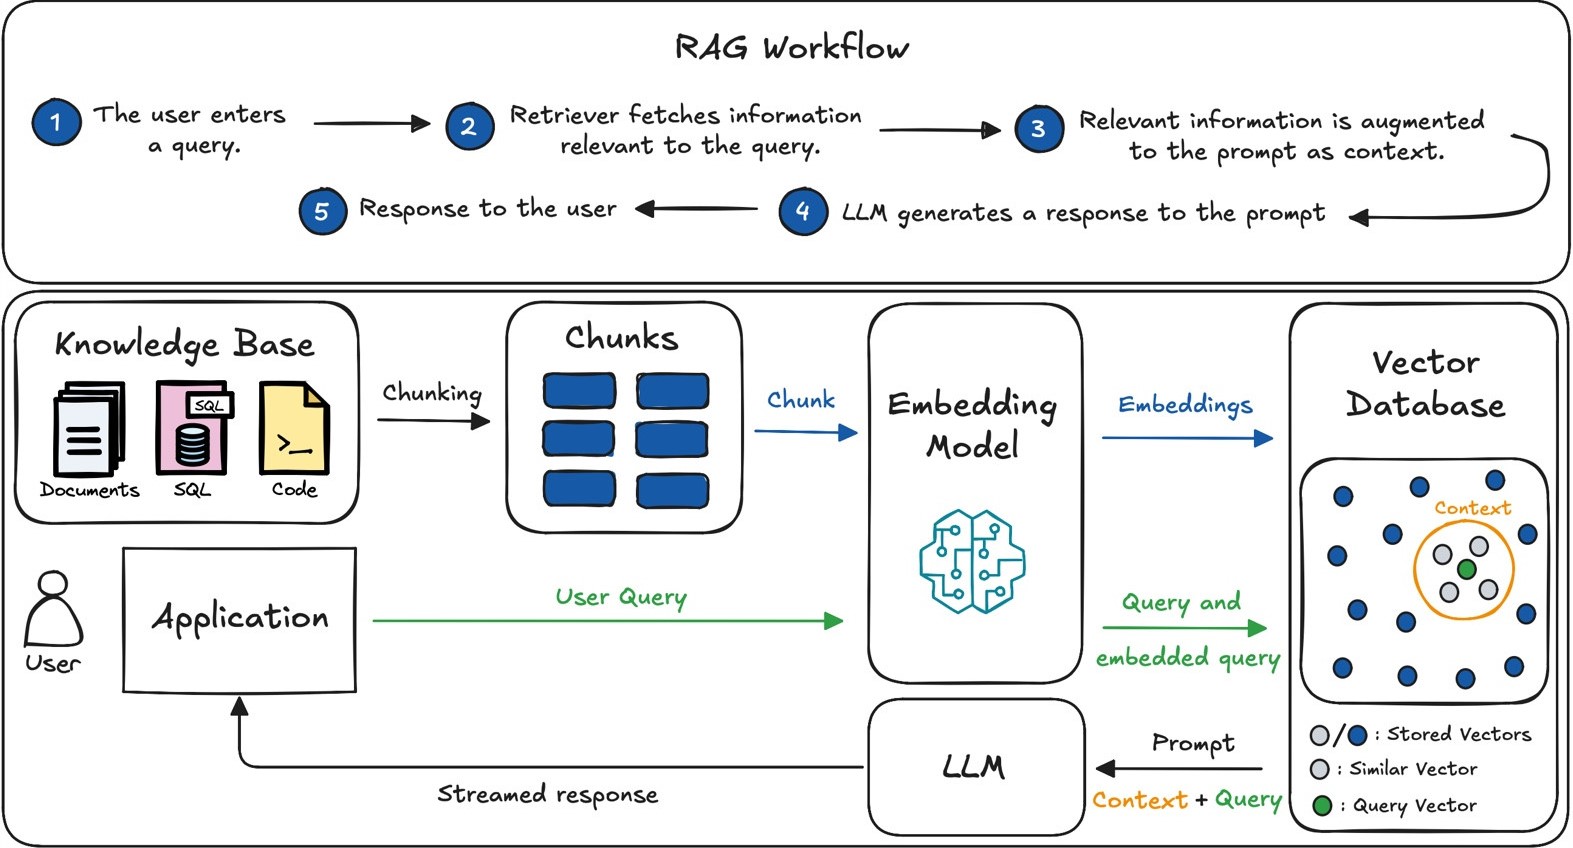 RAG Workflow
1
The user enters
a query.
2
Retriever fetches information
relevant to the query.
3
Relevant information is augmented
to the prompt as context.
4
LLM generates a response to the prompt
5
Response to the user
Knowledge Base
SQL
Documents
SQL
Code
Chunking
Chunks
Chunk
Embedding
Model
Embeddings
Vector
Database
Context
User
Application
User Query
Query and
embedded query
: Stored Vectors
: Similar Vector
: Query Vector
Prompt
Context + Query
LLM
Streamed response